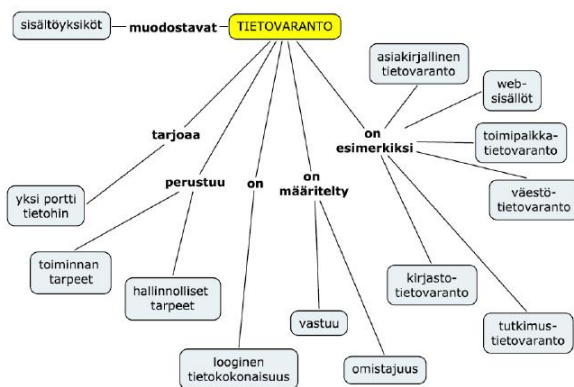 sisältöyksiköt
muodostavat
TIETOVARANTO
asiakirjallinen
tietovaranto
web-
sisällöt
on
esimerkiksi
toimipaikka-
tietovaranto
väestö-
tietovaranto
tarjoaa
perustuu
on
on
määritelty
yksi portti
tietohin
toiminnan
tarpeet
hallinnolliset
tarpeet
kirjasto-
tietovaranto
vastuu
tutkimus-
tietovaranto
looginen
tietokokonaisuus
omistajuus